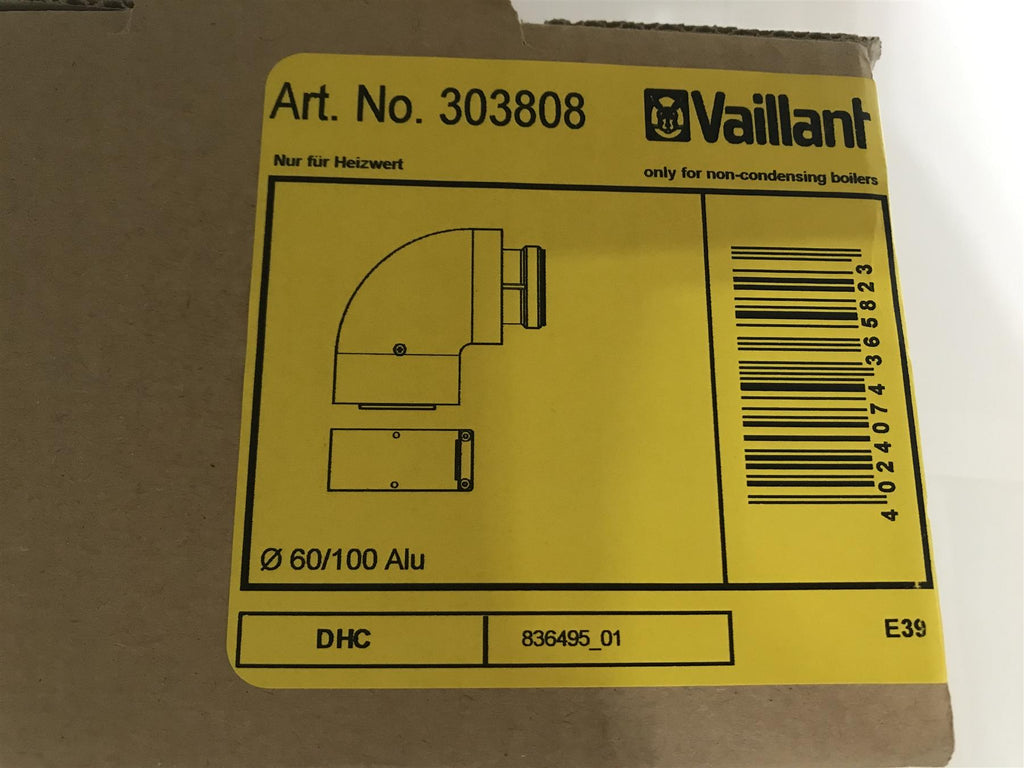 Art. No. 303808
Vaillant
Nur für Heizwert
only for non-condensing boilers
4 024074 365823
Ø 60/100 Alu
DHC
836495_01
E39